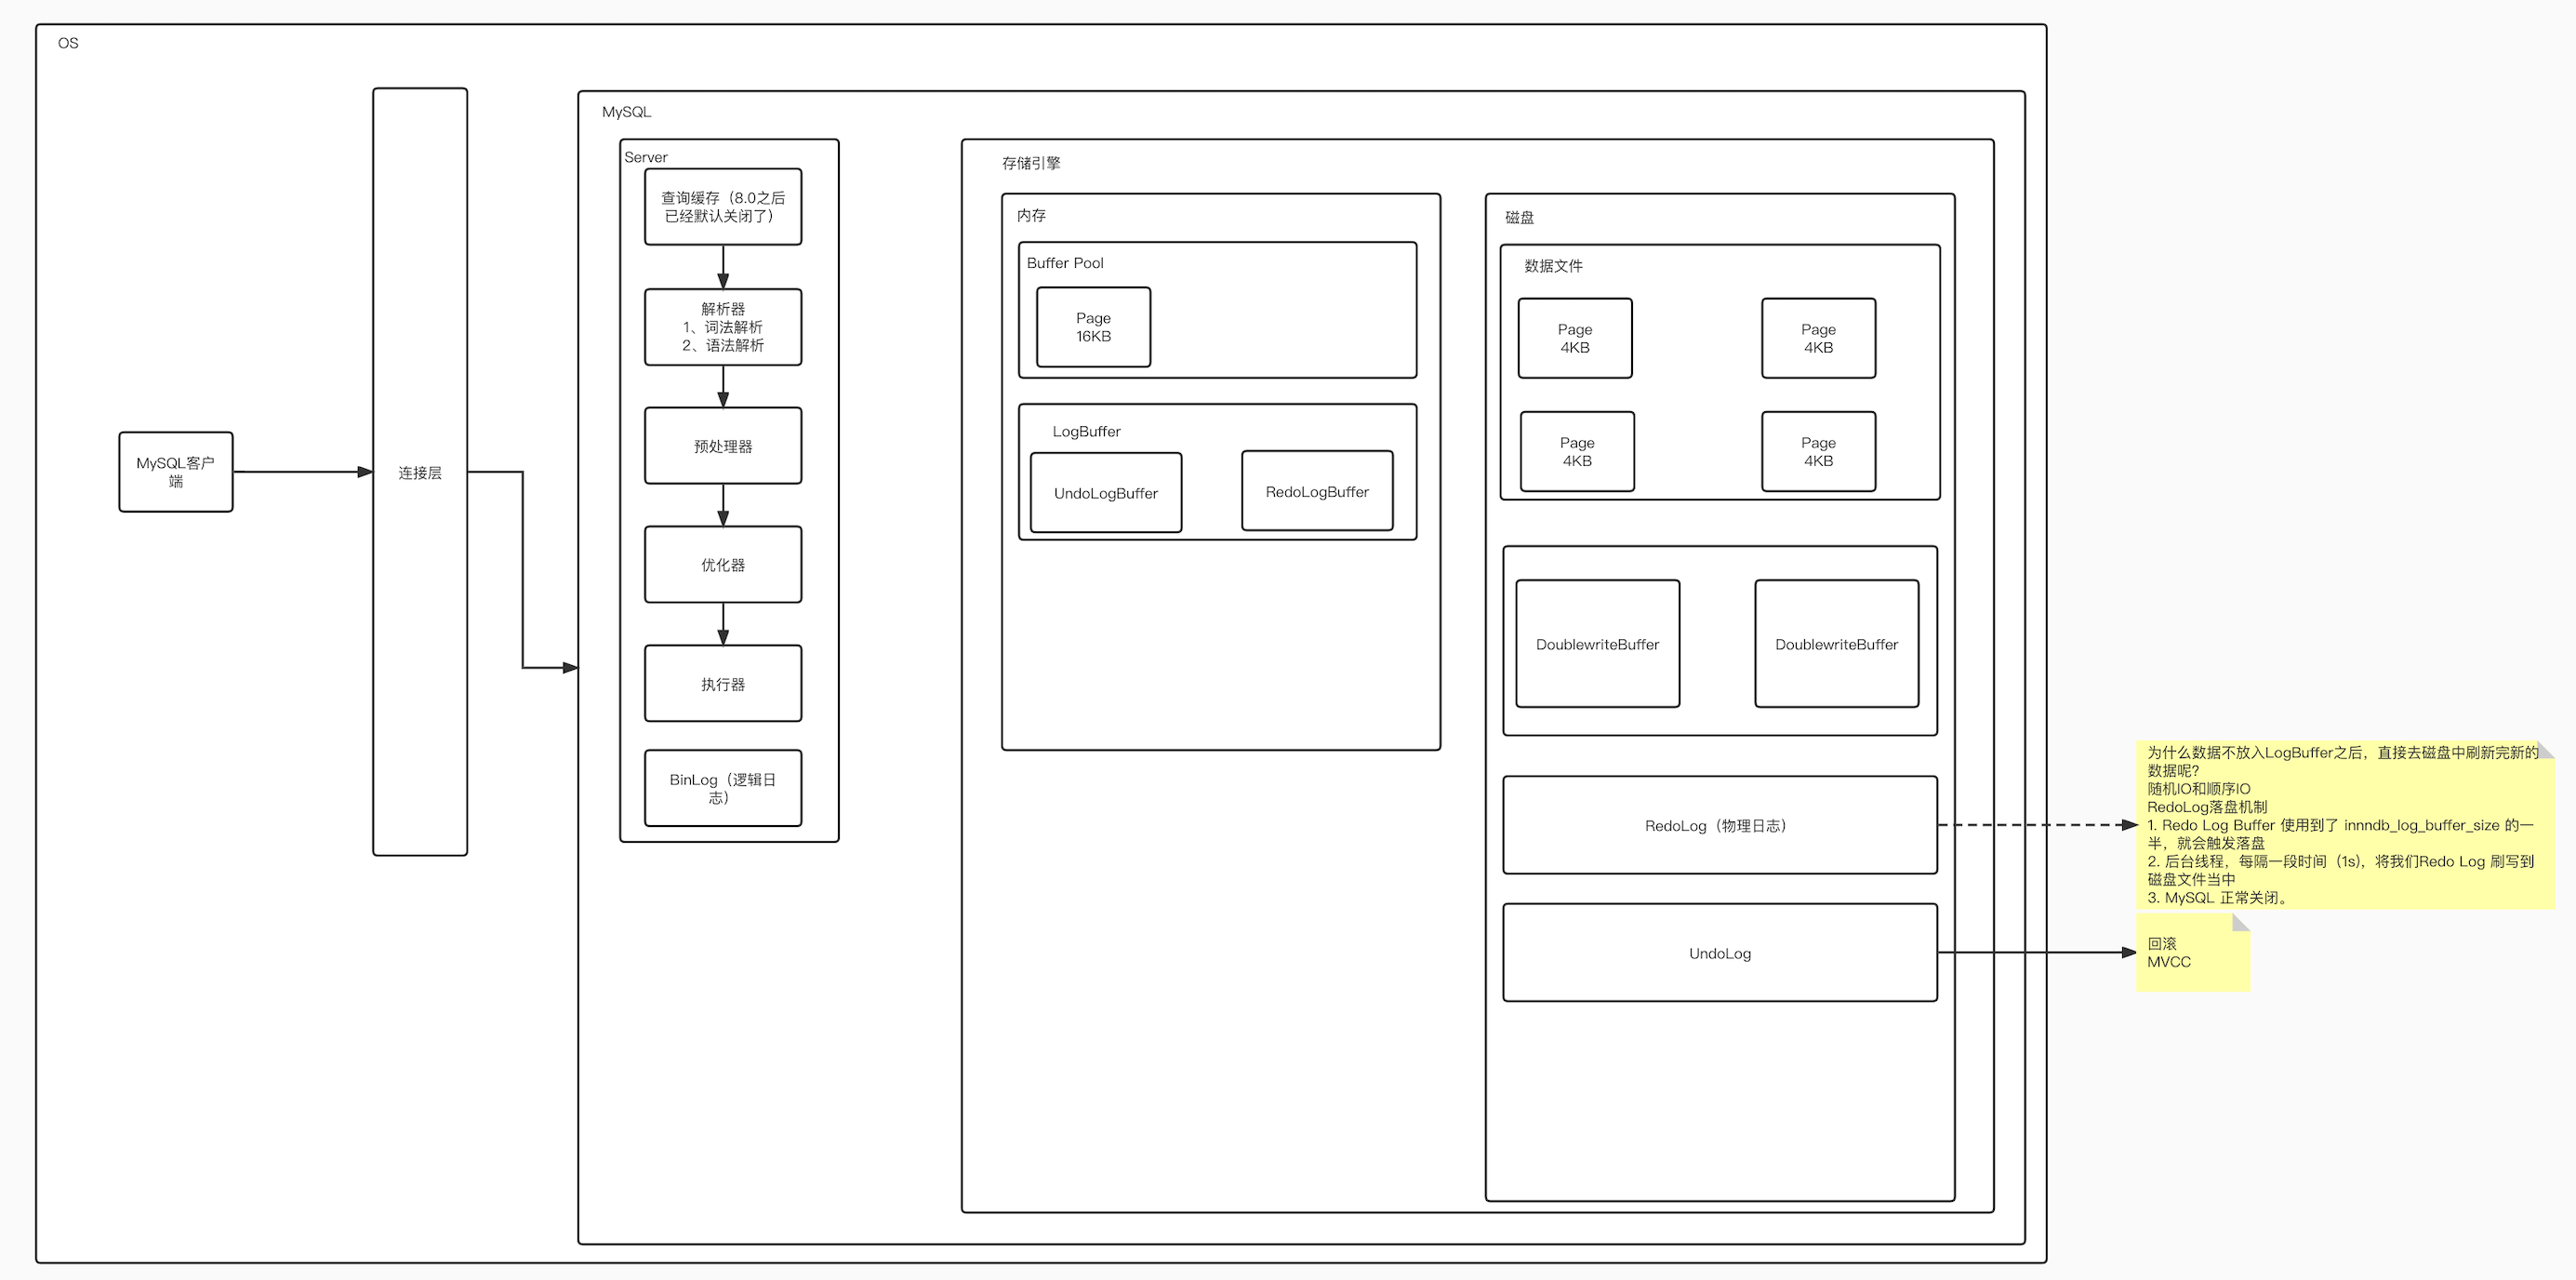 OS
MySQL客户
端
连接层
MySQL
Server
查询缓存（8.0之后
已经默认关闭了）
解析器
1、词法解析
2、语法解析
预处理器
优化器
执行器
BinLog（逻辑日
志）
存储引擎
内存
Buffer Pool
Page
16KB
LogBuffer
UndoLogBuffer
RedoLogBuffer
磁盘
数据文件
Page
4KB
Page
4KB
Page
4KB
Page
4KB
DoublewriteBuffer
DoublewriteBuffer
RedoLog（物理日志）
UndoLog
为什么数据不放入LogBuffer之后，直接去磁盘中刷新完新的
数据呢？
随机IO和顺序IO
RedoLog落盘机制
1. Redo Log Buffer 使用到了 innndb_log_buffer_size 的一
半，就会触发落盘
2. 后台线程，每隔一段时间（1s)，将我们Redo Log 刷写到
磁盘文件当中
3. MySQL 正常关闭。
回滚
MVCC